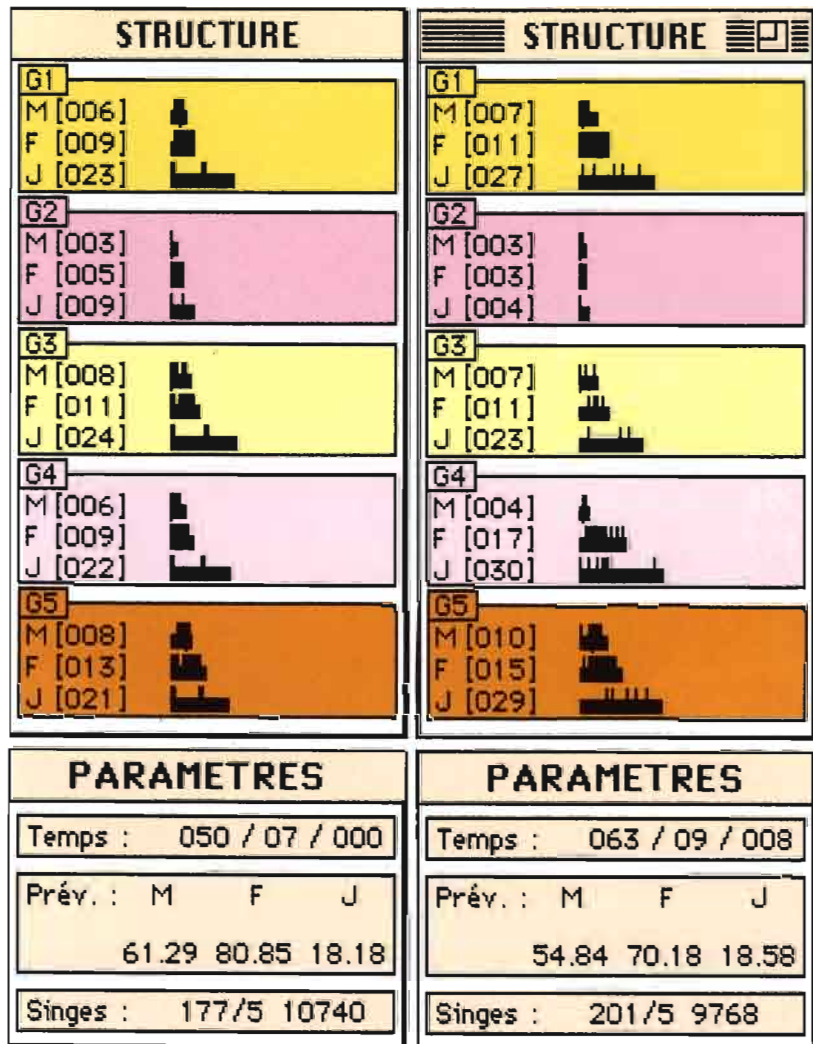 STRUCTURE
G1
M [006]
F [009]
J [023]
G2
M [003]
F [005]
J [009]
G3
M [008]
F [011]
J [024]
G4
M [006]
F [009]
J [022]
G5
M [008]
F [013]
J [021]
PARAMETRES
Temps : 050 / 07 / 000
Prév. : M F J
61.29 80.85 18.18
Singes : 177/5 10740
STRUCTURE
G1
M [007]
F [011]
J [027]
G2
M [003]
F [003]
J [004]
G3
M [007]
F [011]
J [023]
G4
M [004]
F [017]
J [030]
G5
M [010]
F [015]
J [029]
PARAMETRES
Temps : 063 / 09 / 008
Prév. : M F J
54.84 70.18 18.58
Singes : 201/5 9768